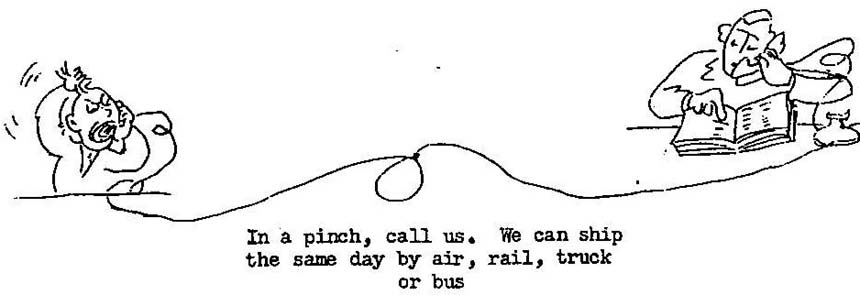 In a pinch, call us. We can ship
the same day by air, rail, truck
or bus